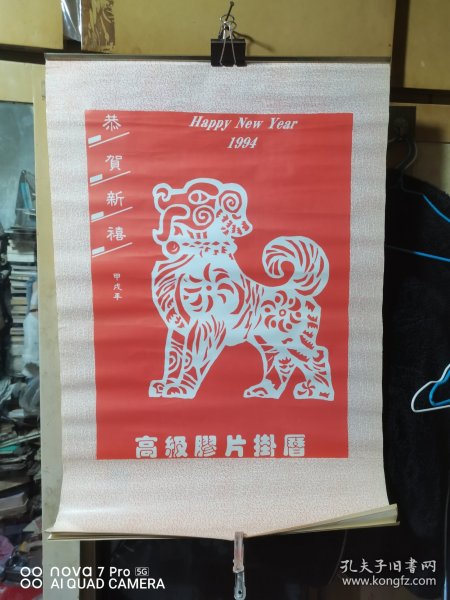 Happy New Year
1994
恭賀新禧
甲戌年
高級膠片掛曆
nova 7 Pro 5G
AI QUAD CAMERA
孔夫子旧书网
www.kongfz.com